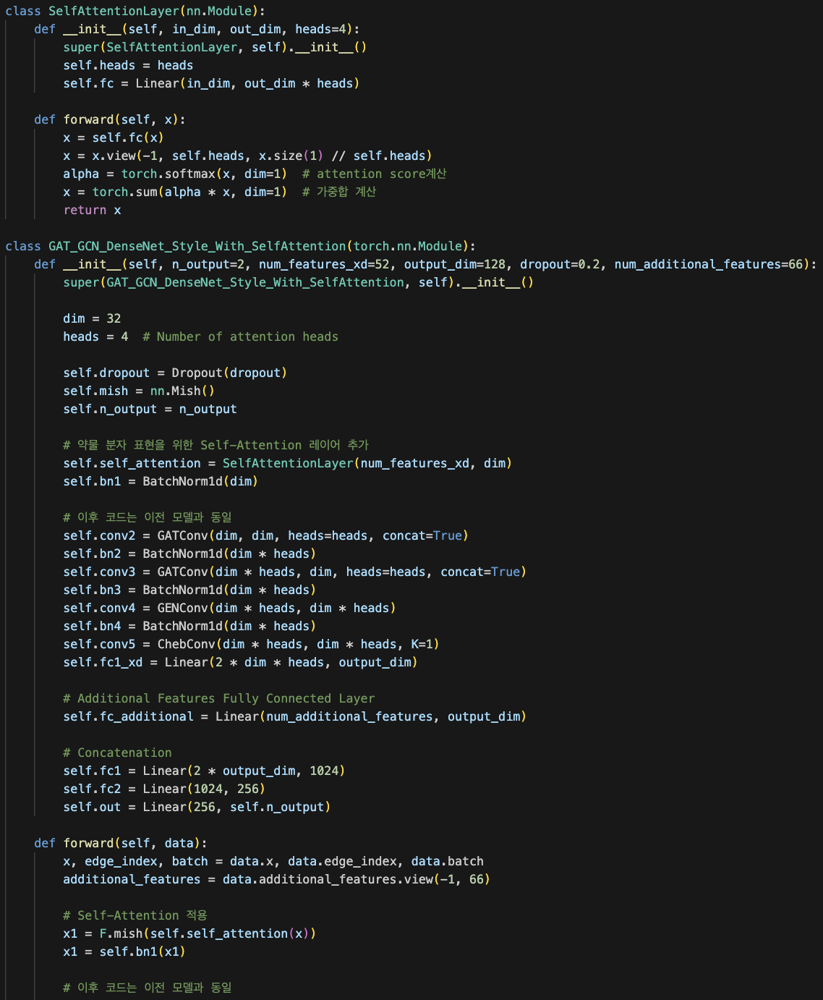 class SelfAttentionLayer(nn.Module):
    def __init__(self, in_dim, out_dim, heads=4):
        super(SelfAttentionLayer, self).__init__()
        self.heads = heads
        self.fc = Linear(in_dim, out_dim * heads)

    def forward(self, x):
        x = self.fc(x)
        x = x.view(-1, self.heads, x.size(1) // self.heads)
        alpha = torch.softmax(x, dim=1)  # attention score계산
        x = torch.sum(alpha * x, dim=1)  # 가중합 계산
        return x

class GAT_GCN_DenseNet_Style_With_SelfAttention(torch.nn.Module):
    def __init__(self, n_output=2, num_features_xd=52, output_dim=128, dropout=0.2, num_additional_features=66):
        super(GAT_GCN_DenseNet_Style_With_SelfAttention, self).__init__()

        dim = 32
        heads = 4  # Number of attention heads

        self.dropout = Dropout(dropout)
        self.mish = nn.Mish()
        self.n_output = n_output

        # 약물 분자 표현을 위한 Self-Attention 레이어 추가
        self.self_attention = SelfAttentionLayer(num_features_xd, dim)
        self.bn1 = BatchNorm1d(dim)

        # 이후 코드는 이전 모델과 동일
        self.conv2 = GATConv(dim, dim, heads=heads, concat=True)
        self.bn2 = BatchNorm1d(dim * heads)
        self.conv3 = GATConv(dim * heads, dim, heads=heads, concat=True)
        self.bn3 = BatchNorm1d(dim * heads)
        self.conv4 = GENConv(dim * heads, dim * heads)
        self.bn4 = BatchNorm1d(dim * heads)
        self.conv5 = ChebConv(dim * heads, dim * heads, K=1)
        self.fc1_xd = Linear(2 * dim * heads, output_dim)

        # Additional Features Fully Connected Layer
        self.fc_additional = Linear(num_additional_features, output_dim)

        # Concatenation
        self.fc1 = Linear(2 * output_dim, 1024)
        self.fc2 = Linear(1024, 256)
        self.out = Linear(256, self.n_output)

    def forward(self, data):
        x, edge_index, batch = data.x, data.edge_index, data.batch
        additional_features = data.additional_features.view(-1, 66)

        # Self-Attention 적용
        x1 = F.mish(self.self_attention(x))
        x1 = self.bn1(x1)

        # 이후 코드는 이전 모델과 동일